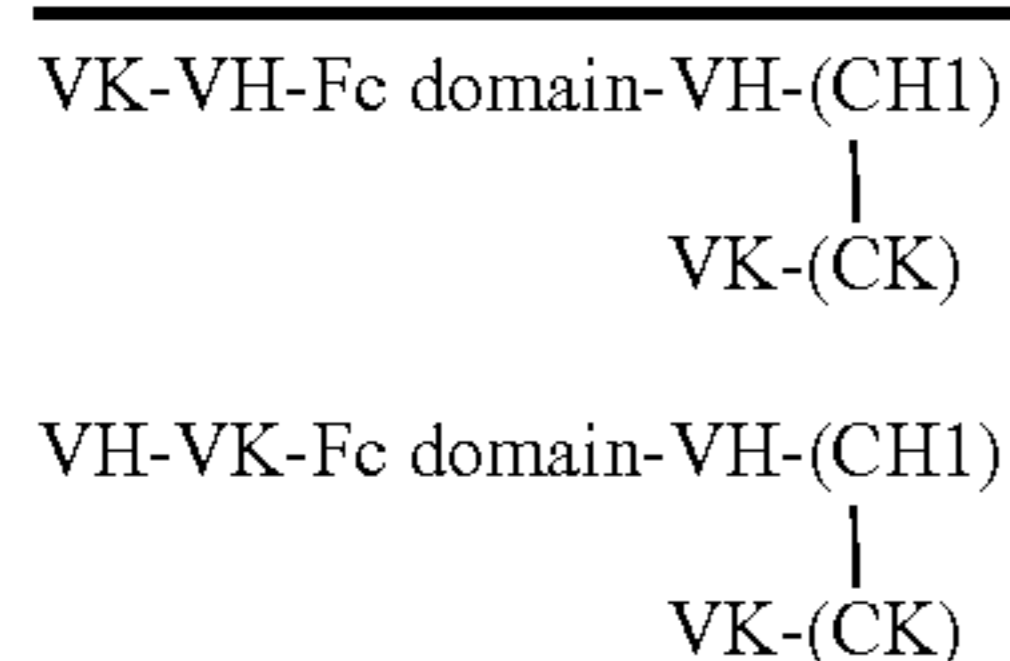 VK-VH-Fc domain-VH-(CH1)
VK-(CK)
VH-VK-Fc domain-VH-(CH1)
VK-(CK)